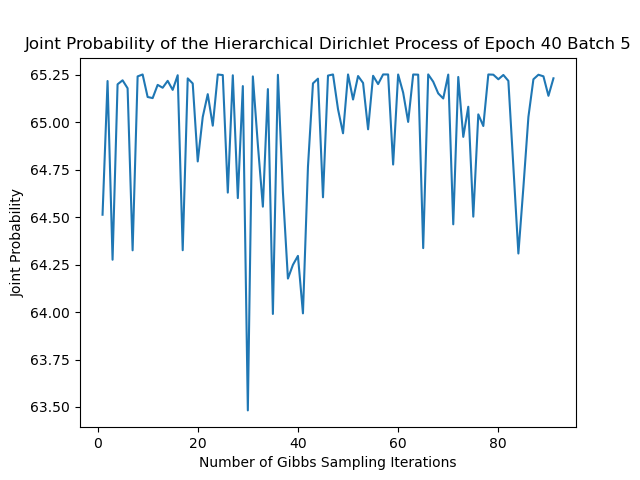 Joint Probability of the Hierarchical Dirichlet Process of Epoch 40 Batch 5
65.25
65.00
64.75
64.50
64.25
64.00
63.75
63.50
Joint Probability
0 20 40 60 80
Number of Gibbs Sampling Iterations